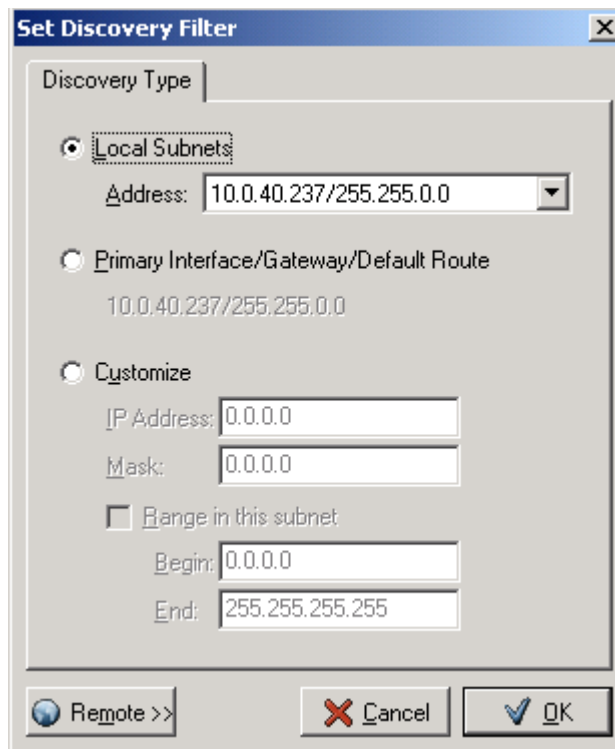 Set Discovery Filter
Discovery Type
Local Subnets
Address: 10.0.40.237/255.255.0.0
Primary Interface/Gateway/Default Route
10.0.40.237/255.255.0.0
Customize
IP Address: 0.0.0.0
Mask: 0.0.0.0
Range in this subnet
Begin: 0.0.0.0
End: 255.255.255.255
Remote >> Cancel OK